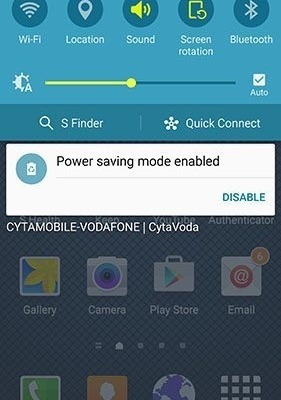 Wi-Fi
Location
Sound
Screen
rotation
Bluetooth
A
Auto
S Finder
Quick Connect
Power saving mode enabled
DISABLE
S Health
Keep
YouTube
Authenticator
CYTAMOBILE-VODAFONE | CytaVoda
6
Gallery
Camera
Play Store
@
Email